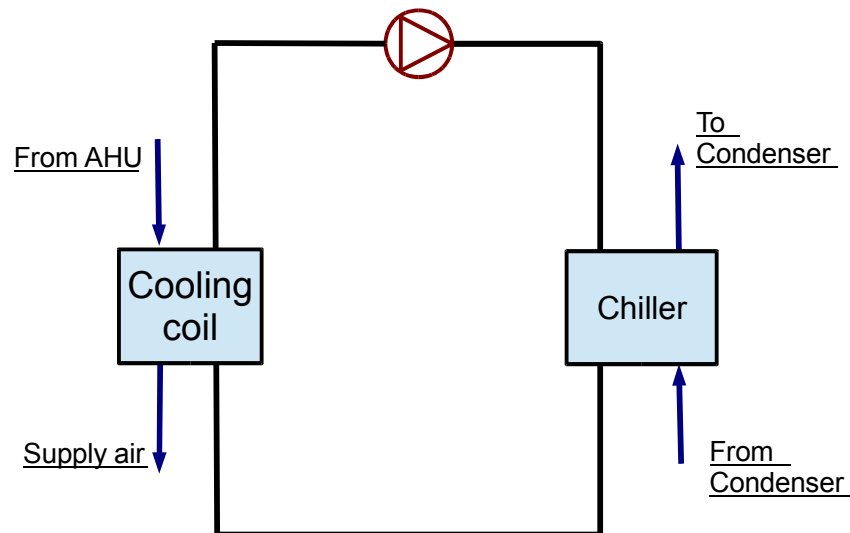 To
Condenser
From AHU
Cooling
coil
Chiller
Supply air
From
Condenser